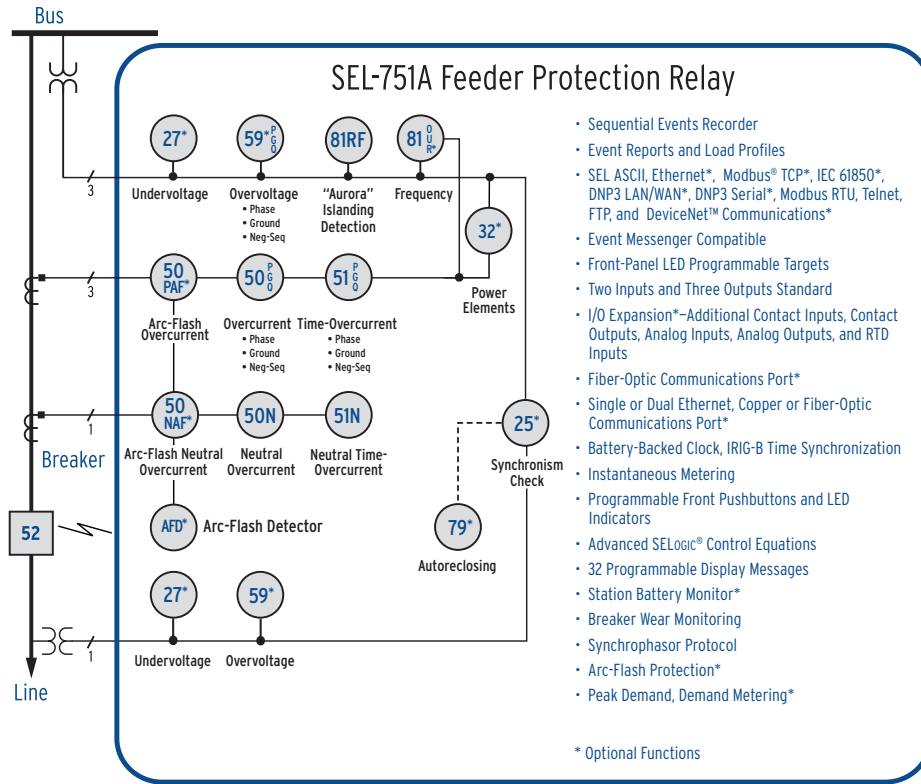 Bus
SEL-751A Feeder Protection Relay
27*
59* P G Q
81RF
81 O U R*
3
Undervoltage
Overvoltage
• Phase
• Ground
• Neg-Seq
"Aurora"
Islanding
Detection
Frequency
32*
Power
Elements
3
50
PAF*
50 P G Q
51 P G Q
Arc-Flash
Overcurrent
Overcurrent
• Phase
• Ground
• Neg-Seq
Time-Overcurrent
• Phase
• Ground
• Neg-Seq
1
50
NAF*
50N
51N
25*
Breaker
Arc-Flash Neutral
Overcurrent
Neutral
Overcurrent
Neutral Time-
Overcurrent
Synchronism
Check
52
AFD*
Arc-Flash Detector
79*
Autoreclosing
27*
59*
1
Undervoltage
Overvoltage
Line
• Sequential Events Recorder
• Event Reports and Load Profiles
• SEL ASCII, Ethernet*, Modbus® TCP*, IEC 61850*,
DNP3 LAN/WAN*, DNP3 Serial*, Modbus RTU, Telnet,
FTP, and DeviceNet™ Communications*
• Event Messenger Compatible
• Front-Panel LED Programmable Targets
• Two Inputs and Three Outputs Standard
• I/O Expansion*—Additional Contact Inputs, Contact
Outputs, Analog Inputs, Analog Outputs, and RTD
Inputs
• Fiber-Optic Communications Port*
• Single or Dual Ethernet, Copper or Fiber-Optic
Communications Port*
• Battery-Backed Clock, IRIG-B Time Synchronization
• Instantaneous Metering
• Programmable Front Pushbuttons and LED
Indicators
• Advanced SELOGIC® Control Equations
• 32 Programmable Display Messages
• Station Battery Monitor*
• Breaker Wear Monitoring
• Synchrophasor Protocol
• Arc-Flash Protection*
• Peak Demand, Demand Metering*
* Optional Functions